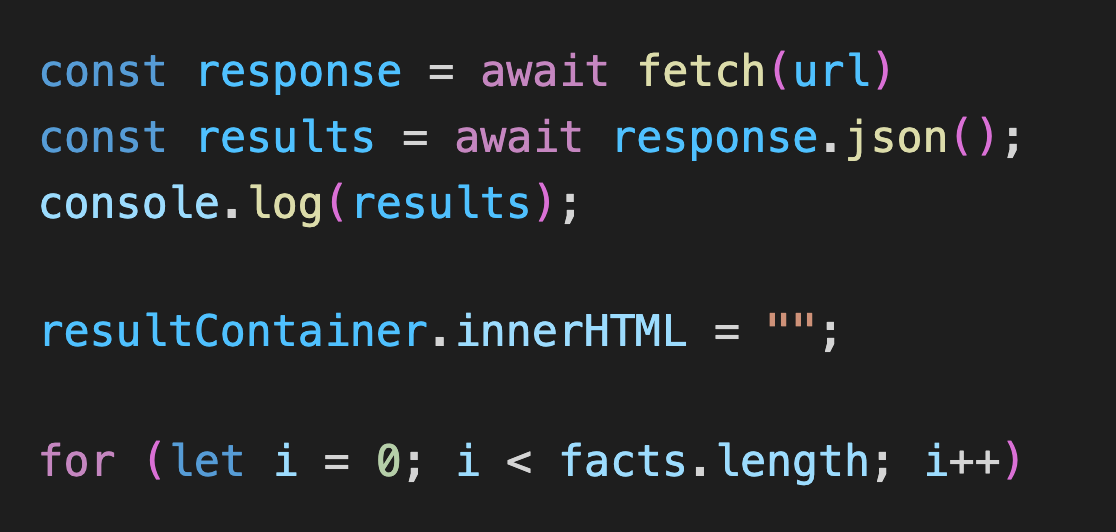 const response = await fetch(url)
const results = await response.json();
console.log(results);
resultContainer.innerHTML = "";
for (let i = 0; i < facts.length; i++)